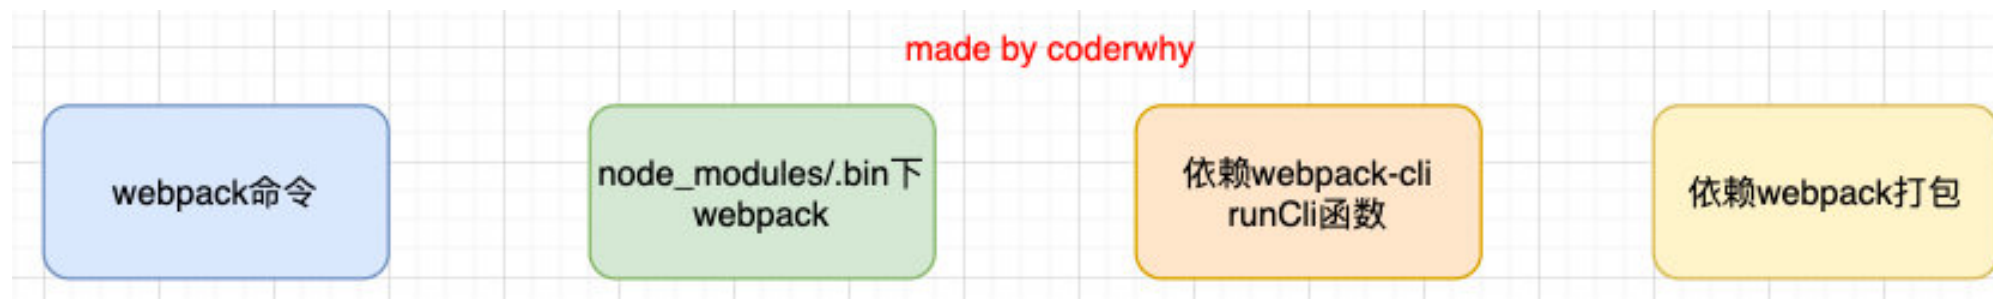 made by coderwhy
webpack命令
node_modules/.bin下
webpack
依赖webpack-cli
runCli函数
依赖webpack打包